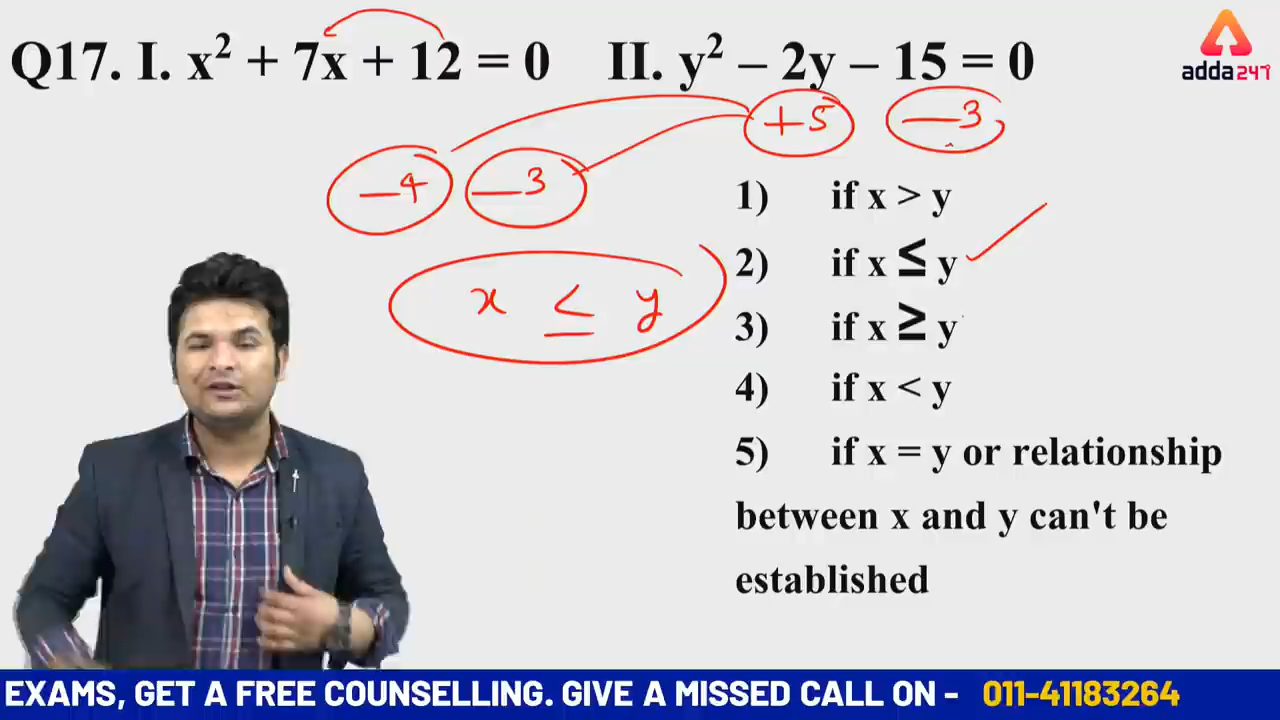 Q17. I. x² + 7x + 12 = 0 II. y² – 2y – 15 = 0
adda247
+5 –3,
–4 –3
1) if x > y
2) if x ≤ y
x ≤ y
3) if x ≥ y
4) if x < y
5) if x = y or relationship
between x and y can't be
established
EXAMS, GET A FREE COUNSELLING. GIVE A MISSED CALL ON - 011-41183264